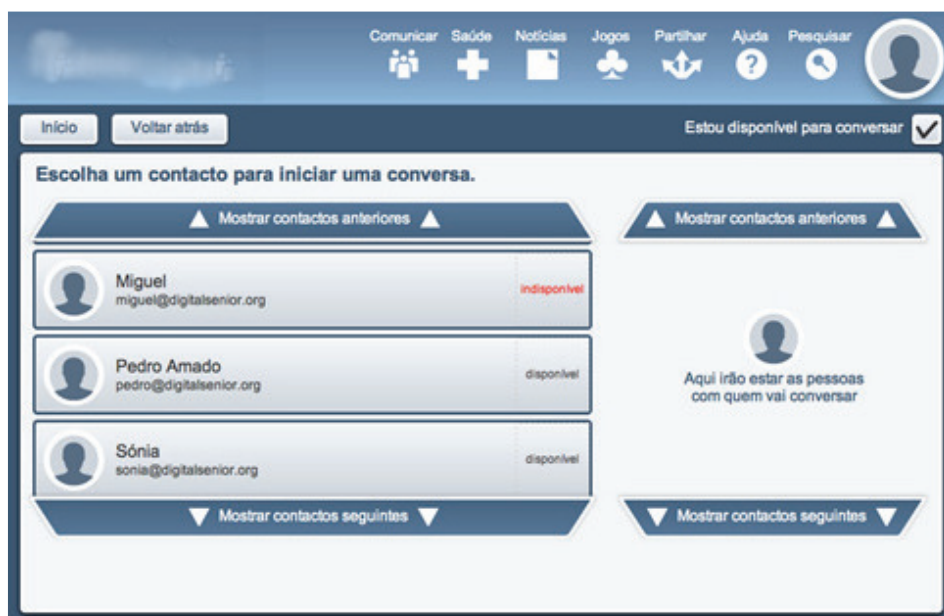 Comunicar Saúde Notícias Jogos Partilhar Ajuda Pesquisar
Início Voltar atrás Estou disponível para conversar
Escolha um contacto para iniciar uma conversa.
Mostrar contactos anteriores
Miguel
miguel@digitalsenior.org
indisponível
Pedro Amado
pedro@digitalsenior.org
disponível
Sónia
sonia@digitalsenior.org
disponível
Mostrar contactos seguintes
Mostrar contactos anteriores
Aqui irão estar as pessoas
com quem vai conversar
Mostrar contactos seguintes